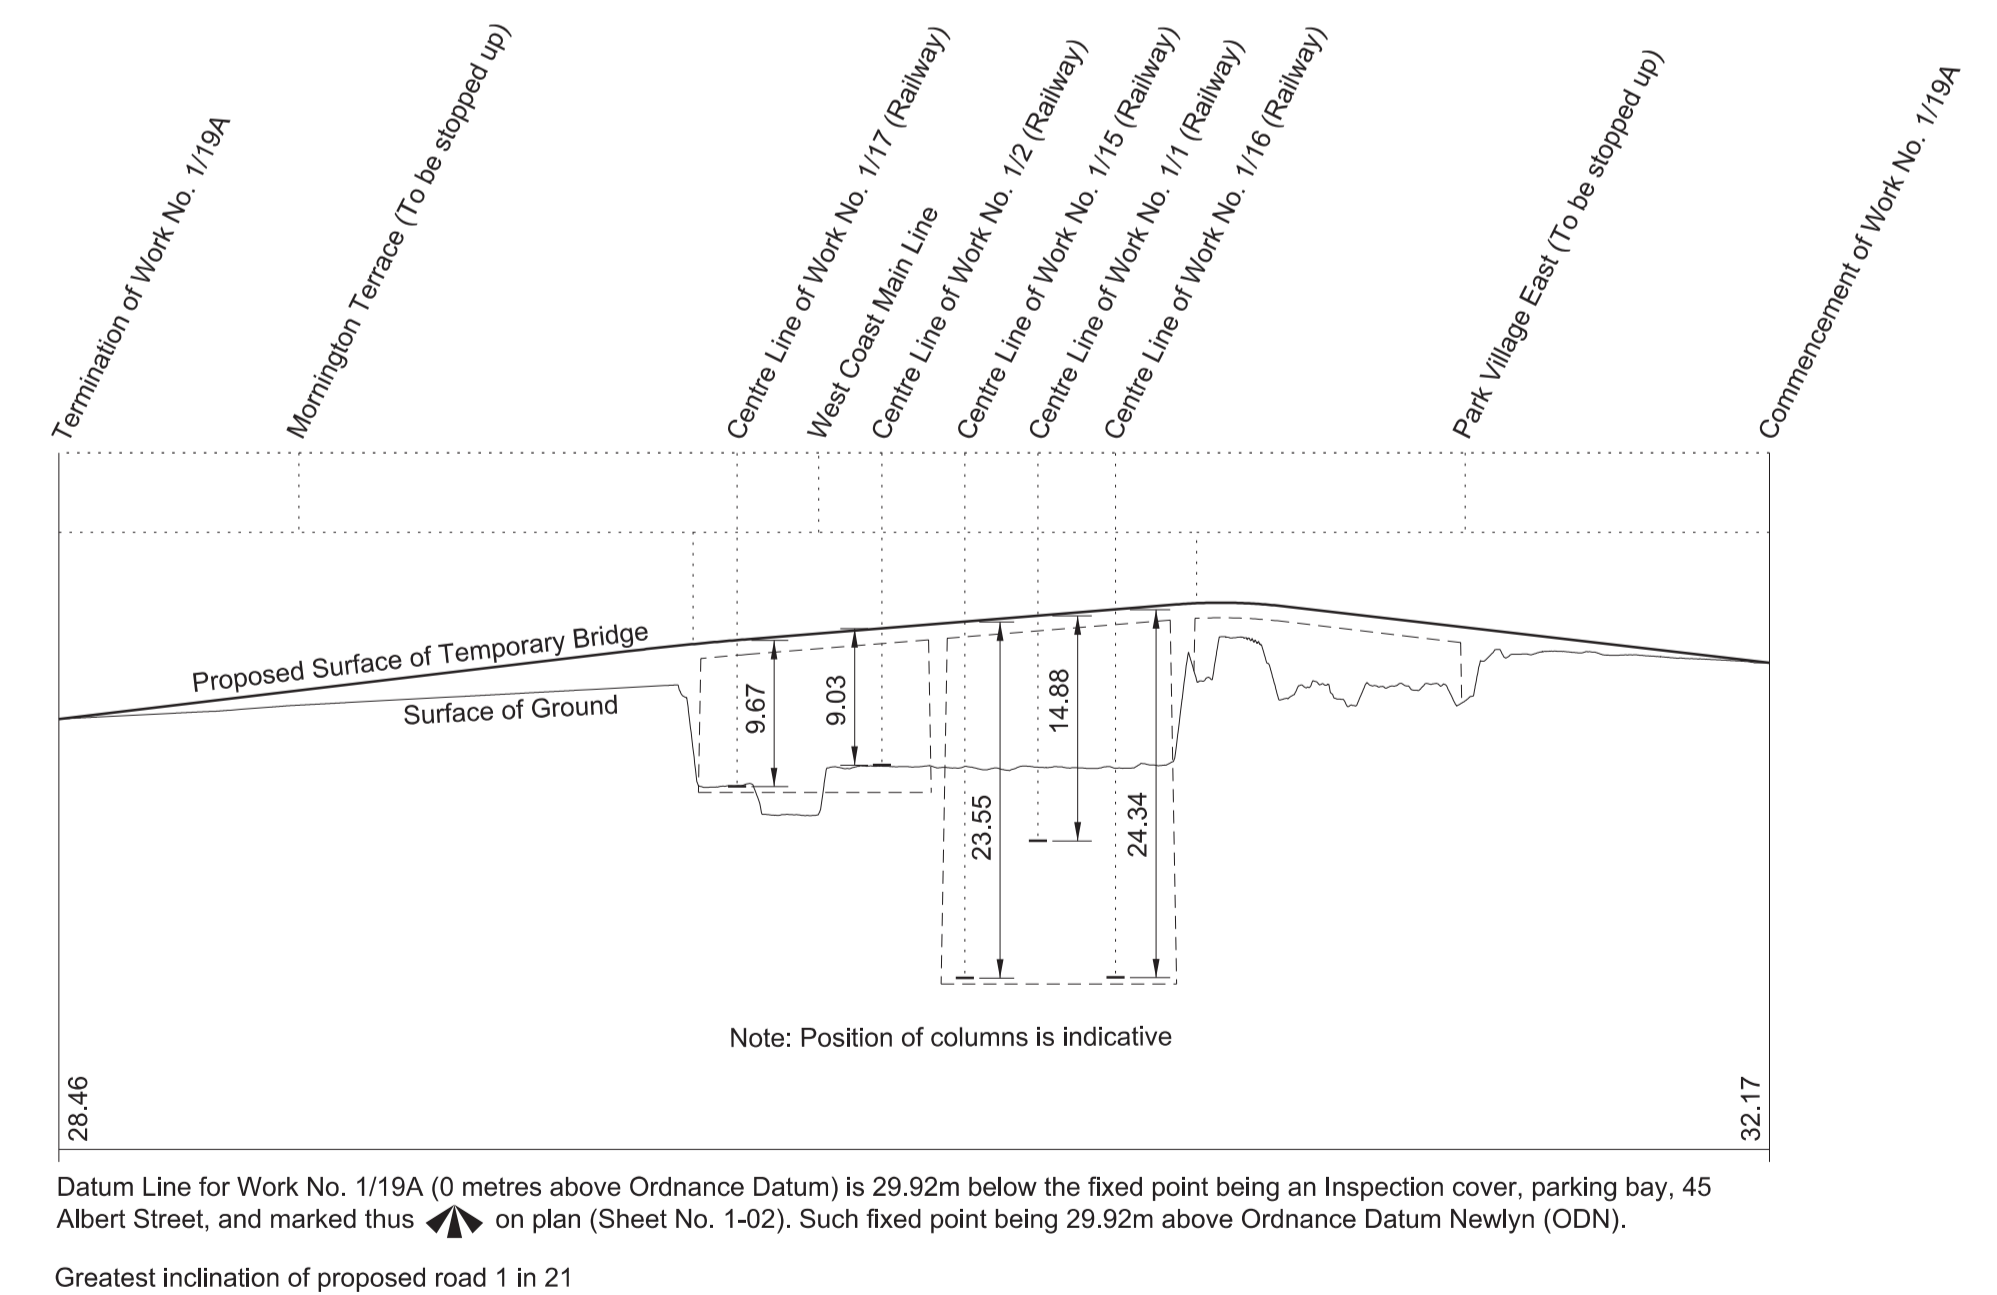 Termination of Work No. 1/19A
Mornington Terrace (To be stopped up)
Centre Line of Work No. 1/17 (Railway)
West Coast Main Line
Centre Line of Work No. 1/2 (Railway)
Centre Line of Work No. 1/15 (Railway)
Centre Line of Work No. 1/1 (Railway)
Centre Line of Work No. 1/16 (Railway)
Park Village East (To be stopped up)
Commencement of Work No. 1/19A
Proposed Surface of Temporary Bridge
Surface of Ground
9.67
9.03
23.55
14.88
24.34
Note: Position of columns is indicative
28.46
32.17
Datum Line for Work No. 1/19A (0 metres above Ordnance Datum) is 29.92m below the fixed point being an Inspection cover, parking bay, 45
Albert Street, and marked thus on plan (Sheet No. 1-02). Such fixed point being 29.92m above Ordnance Datum Newlyn (ODN).
Greatest inclination of proposed road 1 in 21